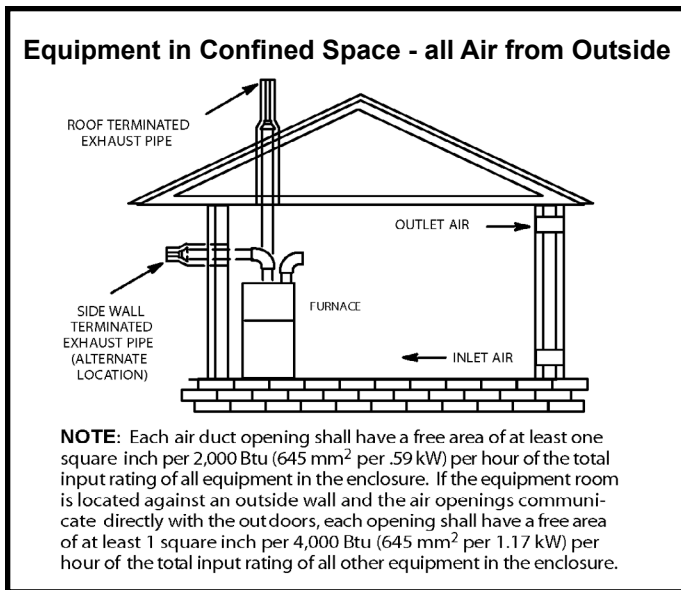 Equipment in Confined Space - all Air from Outside
ROOF TERMINATED
EXHAUST PIPE
OUTLET AIR
SIDE WALL
TERMINATED
EXHAUST PIPE
(ALTERNATE
LOCATION)
FURNACE
INLET AIR
NOTE: Each air duct opening shall have a free area of at least one
square inch per 2,000 Btu (645 mm² per .59 kW) per hour of the total
input rating of all equipment in the enclosure. If the equipment room
is located against an outside wall and the air openings communi-
cate directly with the outdoors, each opening shall have a free area
of at least 1 square inch per 4,000 Btu (645 mm² per 1.17 kW) per
hour of the total input rating of all other equipment in the enclosure.